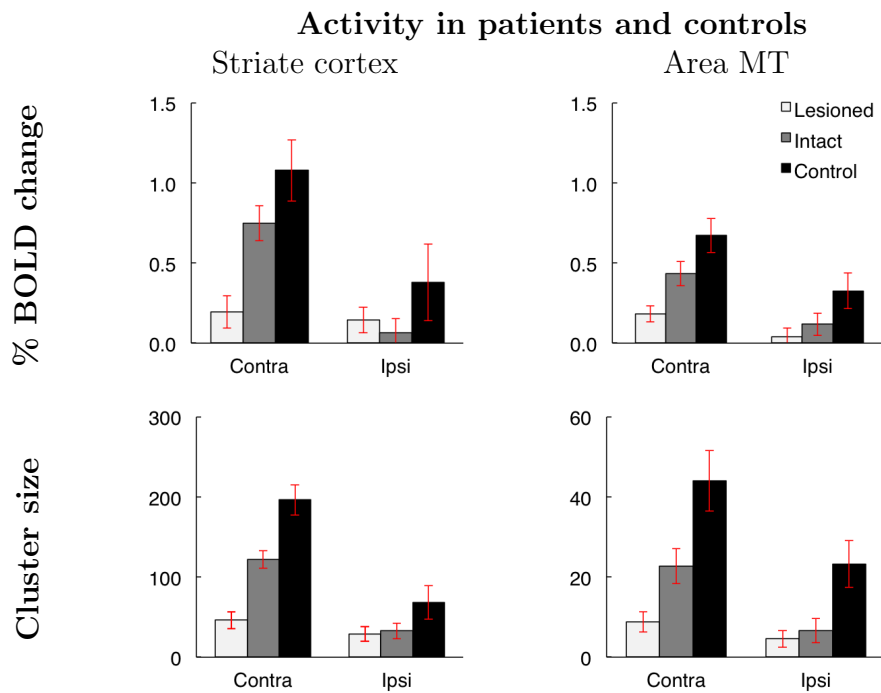 Activity in patients and controls
Striate cortex
Area MT
% BOLD change
1.5
1.0
0.5
0.0
Contra
Ipsi
1.5
1.0
0.5
0.0
Contra
Ipsi
Lesioned
Intact
Control
Cluster size
300
200
100
0
Contra
Ipsi
60
40
20
0
Contra
Ipsi